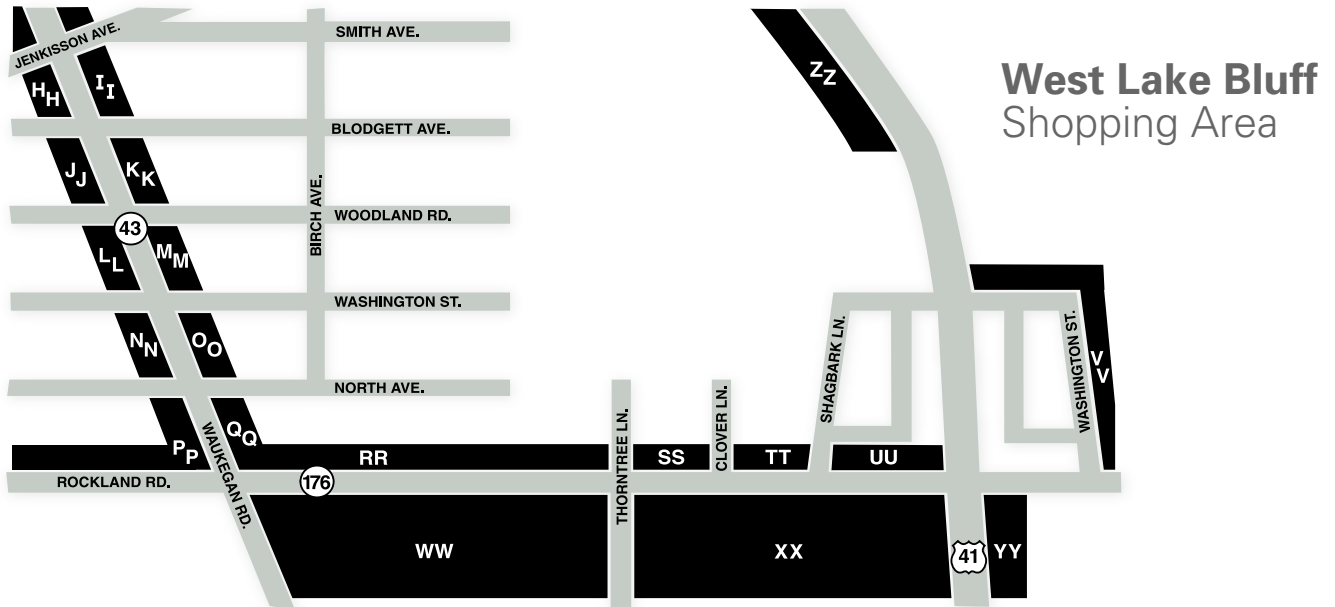 West Lake Bluff
Shopping Area
SMITH AVE.
JENKISSON AVE.
ZZ
HH
II
BLODGETT AVE.
JJ
KK
BIRCH AVE.
WOODLAND RD.
43
LL
MM
WASHINGTON ST.
NN
OO
SHAGBARK LN.
WASHINGTON ST.
VV
NORTH AVE.
THORNTREE LN.
CLOVER LN.
PP
QQ
WAUKEGAN RD.
RR
SS
TT
UU
ROCKLAND RD.
176
WW
XX
41
YY